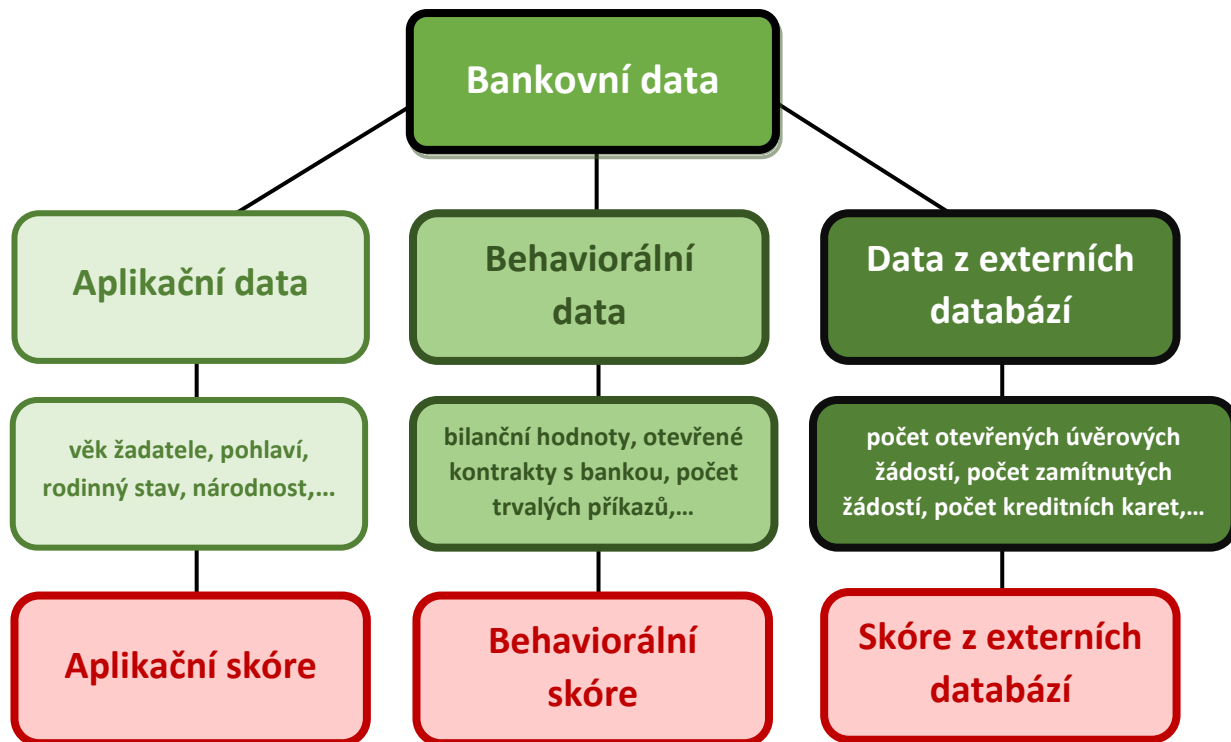 Bankovní data
Aplikační data
Behaviorální
data
Data z externích
databází
věk žadatele, pohlaví,
rodinný stav, národnost,...
bilanční hodnoty, otevřené
kontrakty s bankou, počet
trvalých příkazů,...
počet otevřených úvěrových
žádostí, počet zamítnutých
žádostí, počet kreditních karet,...
Aplikační skóre
Behaviorální
skóre
Skóre z externích
databází